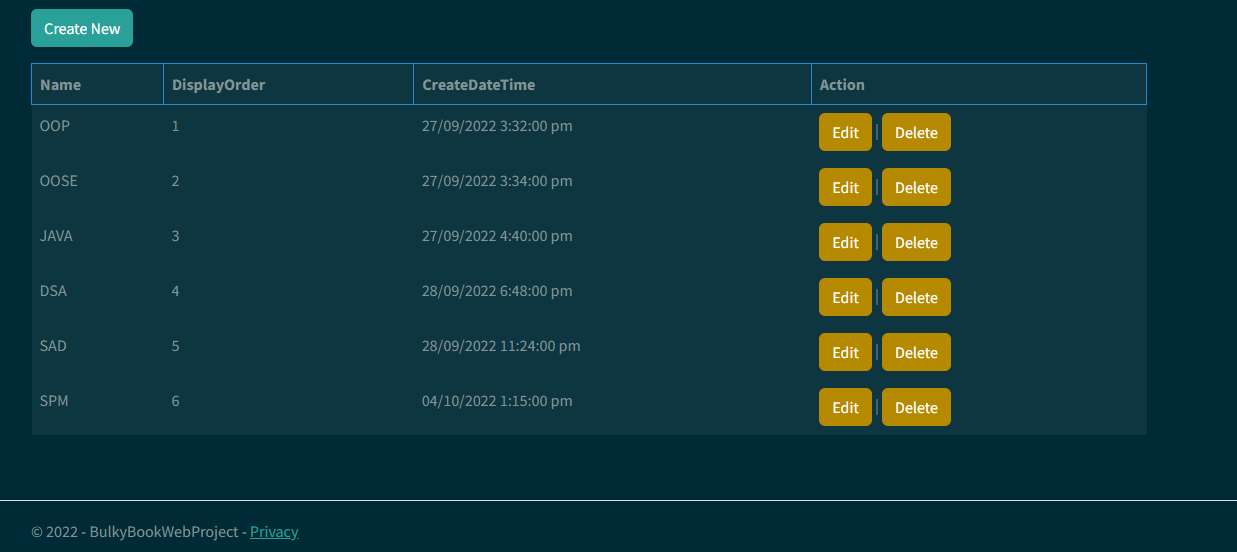 Create New
Name DisplayOrder CreateDateTime Action
OOP 1 27/09/2022 3:32:00 pm Edit | Delete
OOSE 2 27/09/2022 3:34:00 pm Edit | Delete
JAVA 3 27/09/2022 4:40:00 pm Edit | Delete
DSA 4 28/09/2022 6:48:00 pm Edit | Delete
SAD 5 28/09/2022 11:24:00 pm Edit | Delete
SPM 6 04/10/2022 1:15:00 pm Edit | Delete
© 2022 - BulkyBookWebProject - Privacy